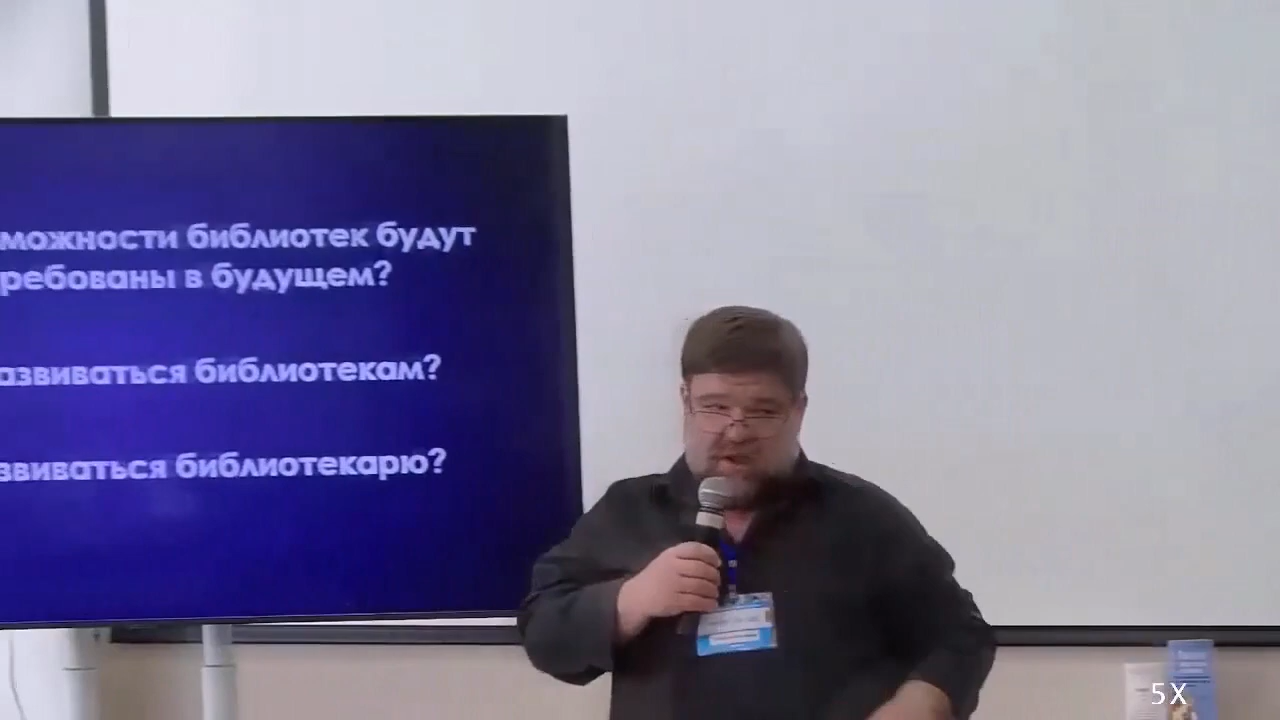 можности библиотек будут
ребованы в будущем?
азвиваться библиотекам?
звиваться библиотекарю?
5X